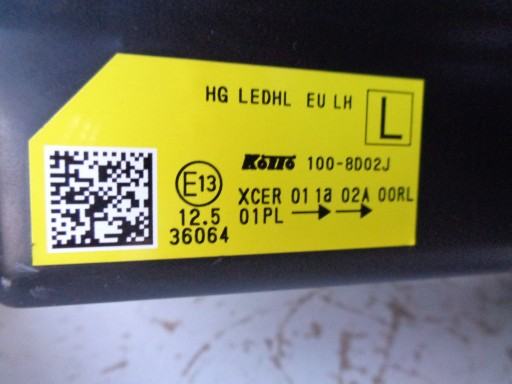 HG LEDHL EU LH
L
KOITO 100-8D02J
E13 XCER 01 1a 02A 00RL
12.5 01PL → →
36064